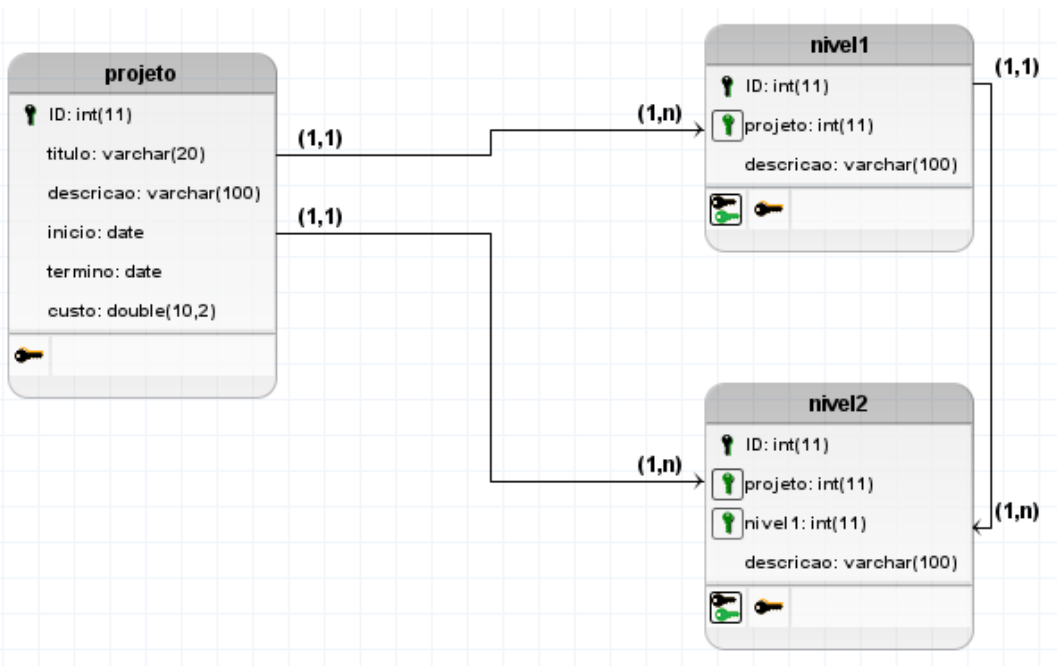 projeto
ID: int(11)
titulo: varchar(20)
descricao: varchar(100)
inicio: date
termino: date
custo: double(10,2)
(1,1)
(1,n)
(1,1)
(1,n)
nivel1
ID: int(11)
projeto: int(11)
descricao: varchar(100)
(1,1)
(1,n)
nivel2
ID: int(11)
projeto: int(11)
nivel1: int(11)
descricao: varchar(100)